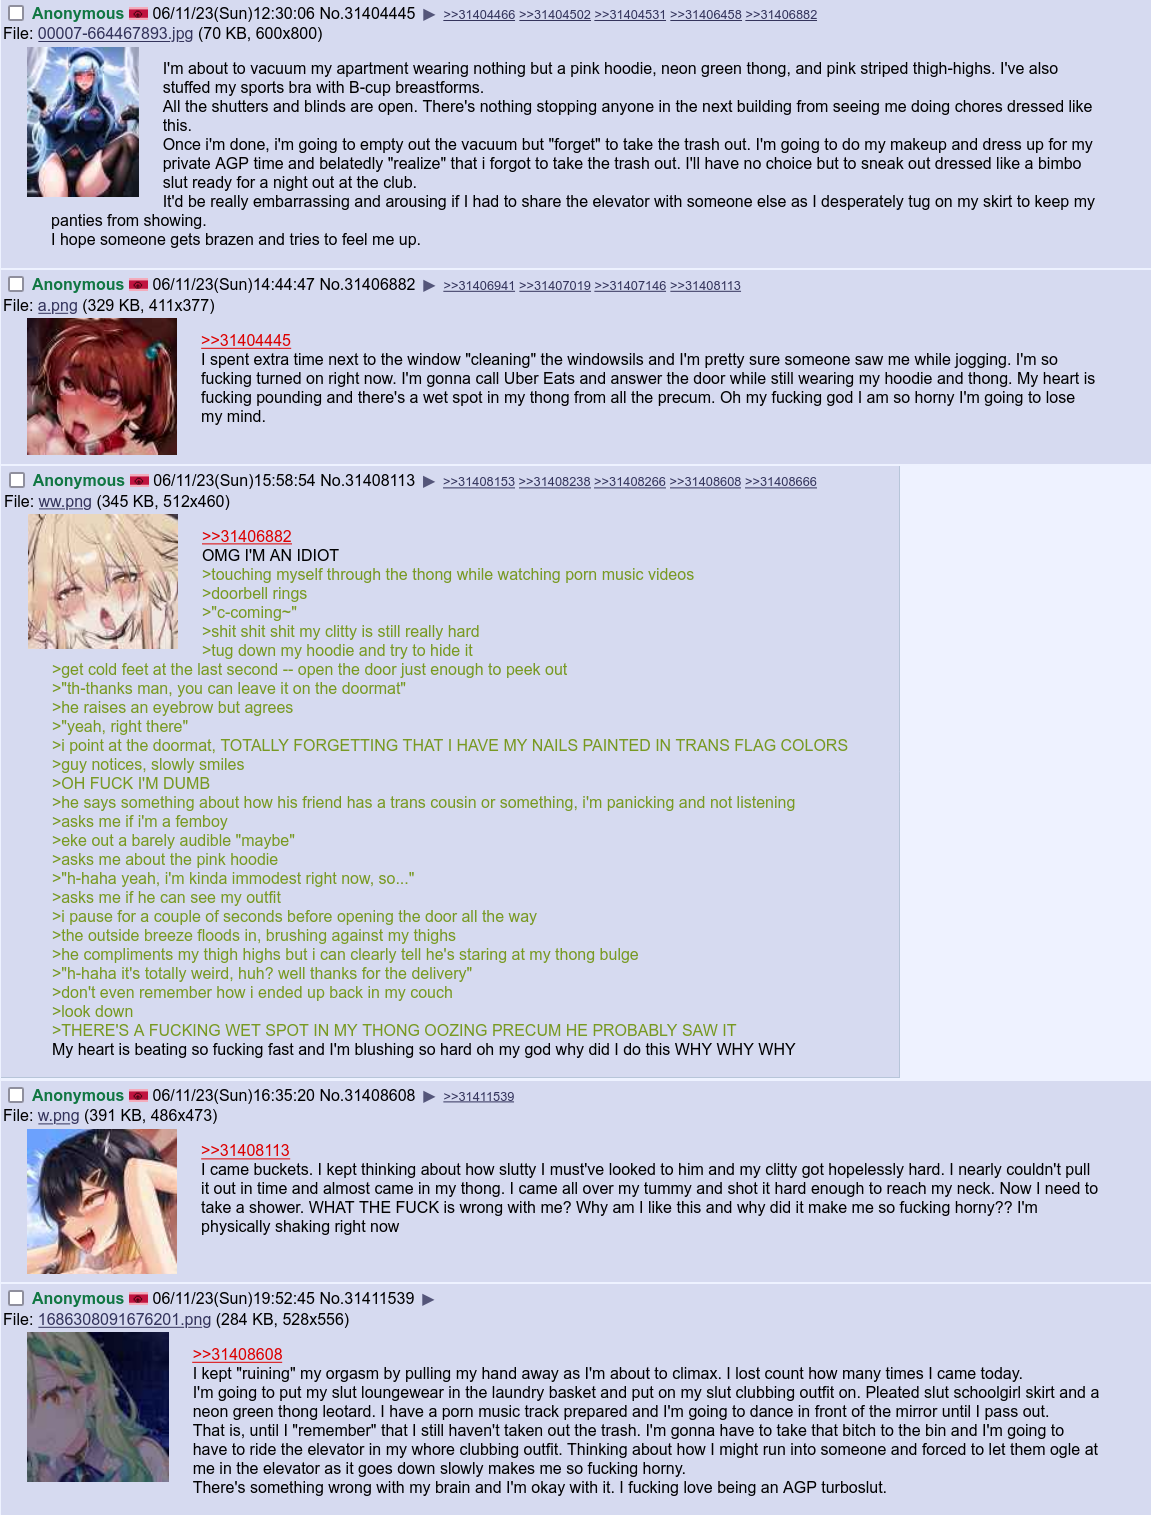 Anonymous 06/11/23(Sun)12:30:06 No.31404445 ▶ >>31404466 >>31404502 >>31404531 >>31406458 >>31406882
File: 00007-664467893.jpg (70 KB, 600x800)
I'm about to vacuum my apartment wearing nothing but a pink hoodie, neon green thong, and pink striped thigh-highs. I've also
stuffed my sports bra with B-cup breastforms.
All the shutters and blinds are open. There's nothing stopping anyone in the next building from seeing me doing chores dressed like
this.
Once i'm done, i'm going to empty out the vacuum but "forget" to take the trash out. I'm going to do my makeup and dress up for my
private AGP time and belatedly "realize" that i forgot to take the trash out. I'll have no choice but to sneak out dressed like a bimbo
slut ready for a night out at the club.
It'd be really embarrassing and arousing if I had to share the elevator with someone else as I desperately tug on my skirt to keep my
panties from showing.
I hope someone gets brazen and tries to feel me up.
Anonymous 06/11/23(Sun)14:44:47 No.31406882 ▶ >>31406941 >>31407019 >>31407146 >>31408113
File: a.png (329 KB, 411x377)
>>31404445
I spent extra time next to the window "cleaning" the windowsils and I'm pretty sure someone saw me while jogging. I'm so
fucking turned on right now. I'm gonna call Uber Eats and answer the door while still wearing my hoodie and thong. My heart is
fucking pounding and there's a wet spot in my thong from all the precum. Oh my fucking god I am so horny I'm going to lose
my mind.
Anonymous 06/11/23(Sun)15:58:54 No.31408113 ▶ >>31408153 >>31408238 >>31408266 >>31408608 >>31408666
File: ww.png (345 KB, 512x460)
>>31406882
OMG I'M AN IDIOT
>touching myself through the thong while watching porn music videos
>doorbell rings
>"c-coming~"
>shit shit shit my clitty is still really hard
>tug down my hoodie and try to hide it
>get cold feet at the last second -- open the door just enough to peek out
>"th-thanks man, you can leave it on the doormat"
>he raises an eyebrow but agrees
>"yeah, right there"
>i point at the doormat, TOTALLY FORGETTING THAT I HAVE MY NAILS PAINTED IN TRANS FLAG COLORS
>guy notices, slowly smiles
>OH FUCK I'M DUMB
>he says something about how his friend has a trans cousin or something, i'm panicking and not listening
>asks me if i'm a femboy
>eke out a barely audible "maybe"
>asks me about the pink hoodie
>"h-haha yeah, i'm kinda immodest right now, so..."
>asks me if he can see my outfit
>i pause for a couple of seconds before opening the door all the way
>the outside breeze floods in, brushing against my thighs
>he compliments my thigh highs but i can clearly tell he's staring at my thong bulge
>"h-haha it's totally weird, huh? well thanks for the delivery"
>don't even remember how i ended up back in my couch
>look down
>THERE'S A FUCKING WET SPOT IN MY THONG OOZING PRECUM HE PROBABLY SAW IT
My heart is beating so fucking fast and I'm blushing so hard oh my god why did I do this WHY WHY WHY
Anonymous 06/11/23(Sun)16:35:20 No.31408608 ▶ >>31411539
File: w.png (391 KB, 486x473)
>>31408113
I came buckets. I kept thinking about how slutty I must've looked to him and my clitty got hopelessly hard. I nearly couldn't pull
it out in time and almost came in my thong. I came all over my tummy and shot it hard enough to reach my neck. Now I need to
take a shower. WHAT THE FUCK is wrong with me? Why am I like this and why did it make me so fucking horny?? I'm
physically shaking right now
Anonymous 06/11/23(Sun)19:52:45 No.31411539 ▶
File: 1686308091676201.png (284 KB, 528x556)
>>31408608
I kept "ruining" my orgasm by pulling my hand away as I'm about to climax. I lost count how many times I came today.
I'm going to put my slut loungewear in the laundry basket and put on my slut clubbing outfit on. Pleated slut schoolgirl skirt and a
neon green thong leotard. I have a porn music track prepared and I'm going to dance in front of the mirror until I pass out.
That is, until I "remember" that I still haven't taken out the trash. I'm gonna have to take that bitch to the bin and I'm going to
have to ride the elevator in my whore clubbing outfit. Thinking about how I might run into someone and forced to let them ogle at
me in the elevator as it goes down slowly makes me so fucking horny.
There's something wrong with my brain and I'm okay with it. I fucking love being an AGP turboslut.